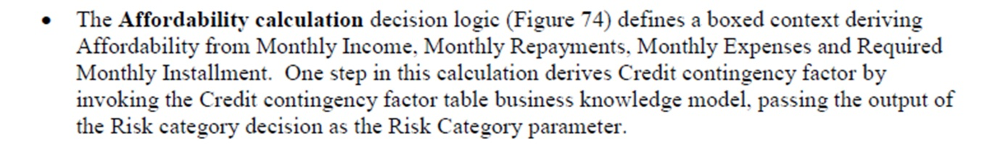 • The Affordability calculation decision logic (Figure 74) defines a boxed context deriving
Affordability from Monthly Income, Monthly Repayments, Monthly Expenses and Required
Monthly Installment.  One step in this calculation derives Credit contingency factor by
invoking the Credit contingency factor table business knowledge model, passing the output of
the Risk category decision as the Risk Category parameter.